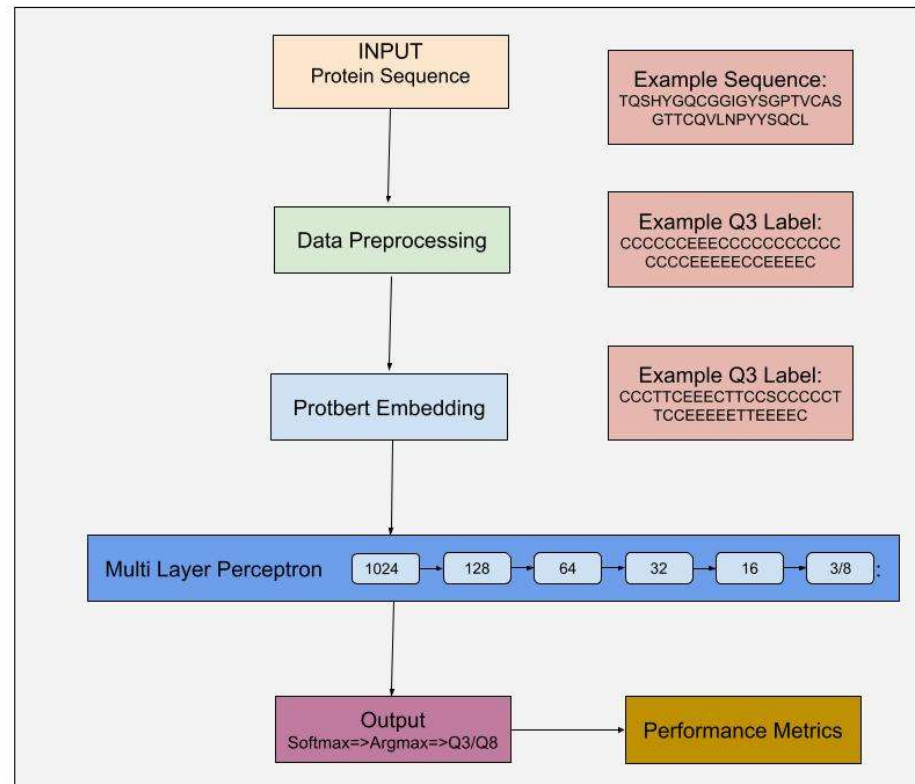 INPUT
Protein Sequence
Example Sequence:
TQSHYGQCGGIGYSGPTVCAS
GTTCQVLNPYYSQCL
Data Preprocessing
Example Q3 Label:
CCCCCCEEECCCCCCCCCCCC
CCCCEEEEECCEEEEC
Protbert Embedding
Example Q3 Label:
CCCTTCEEECTTCCSCCCCCT
TCCEEEEETTEEEEC
Multi Layer Perceptron 1024 128 64 32 16 3/8 :
Output
Softmax=>Argmax=>Q3/Q8
Performance Metrics